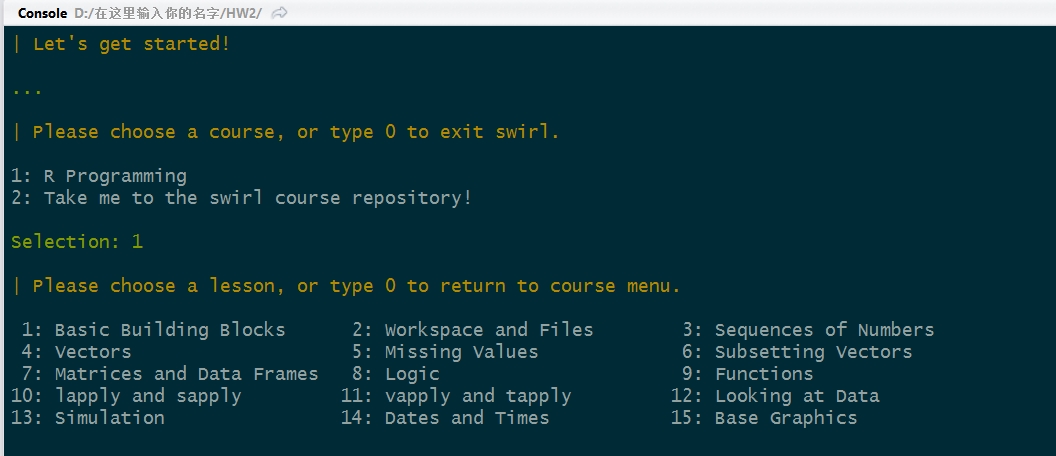 Console D:/在这里输入你的名字/HW2/
| Let's get started!
...
| Please choose a course, or type 0 to exit swirl.
1: R Programming
2: Take me to the swirl course repository!
Selection: 1
| Please choose a lesson, or type 0 to return to course menu.
1: Basic Building Blocks 2: Workspace and Files 3: Sequences of Numbers
4: Vectors 5: Missing Values 6: Subsetting Vectors
7: Matrices and Data Frames 8: Logic 9: Functions
10: lapply and sapply 11: vapply and tapply 12: Looking at Data
13: Simulation 14: Dates and Times 15: Base Graphics